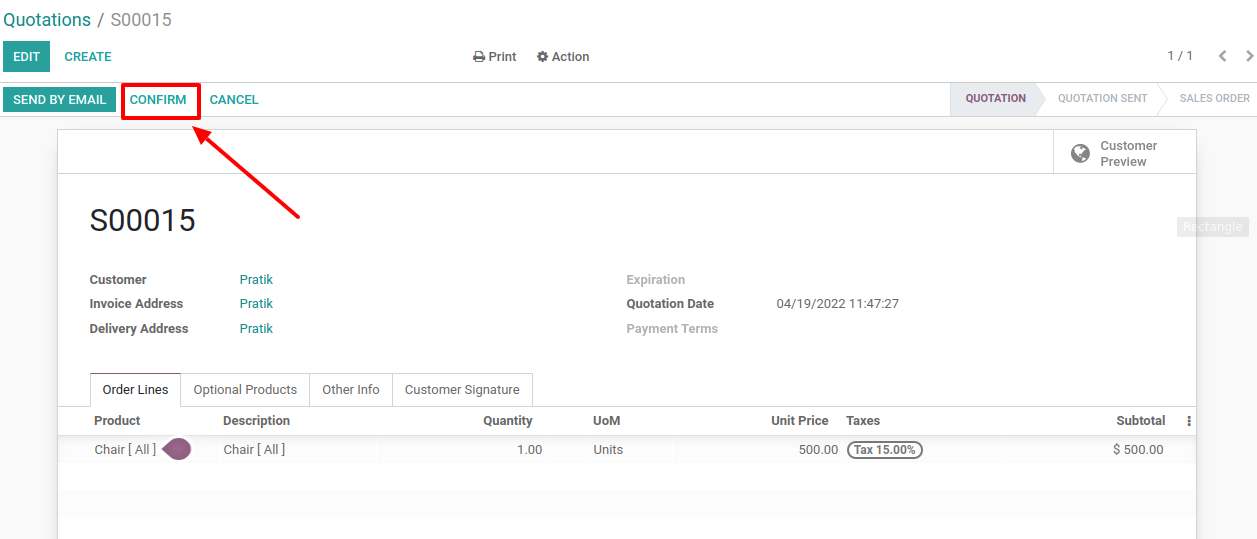 Quotations / S00015
EDIT CREATE Print Action 1 / 1
SEND BY EMAIL CONFIRM CANCEL QUOTATION QUOTATION SENT SALES ORDER
Customer
Preview
S00015
Rectangle
Customer Pratik Expiration
Invoice Address Pratik Quotation Date 04/19/2022 11:47:27
Delivery Address Pratik Payment Terms
Order Lines Optional Products Other Info Customer Signature
Product Description Quantity UoM Unit Price Taxes Subtotal
Chair [ All ] Chair [ All ] 1.00 Units 500.00 Tax 15.00% $ 500.00